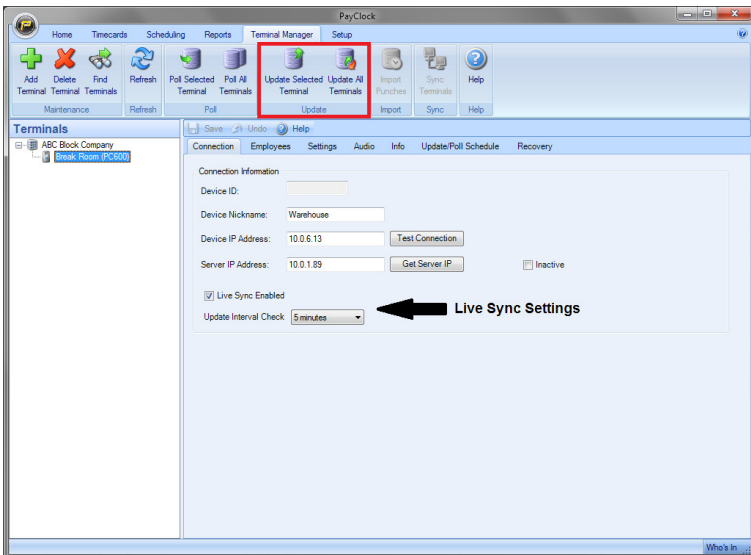 PayClock
Home Timecards Scheduling Reports Terminal Manager Setup
Add Terminal
Delete Terminal
Find Terminals
Refresh
Poll Selected Terminal
Poll All Terminals
Update Selected Terminal
Update All Terminals
Import Punches
Sync Terminals
Help
Maintenance Refresh Poll Update Import Sync Help
Terminals
Save Undo Help
ABC Block Company
Break Room (PC600)
Connection Employees Settings Audio Info Update/Poll Schedule Recovery
Connection Information
Device ID:
Device Nickname: Warehouse
Device IP Address: 10.0.6.13 Test Connection
Server IP Address: 10.0.1.89 Get Server IP Inactive
Live Sync Enabled
Update Interval Check 5 minutes
Live Sync Settings
Who's In